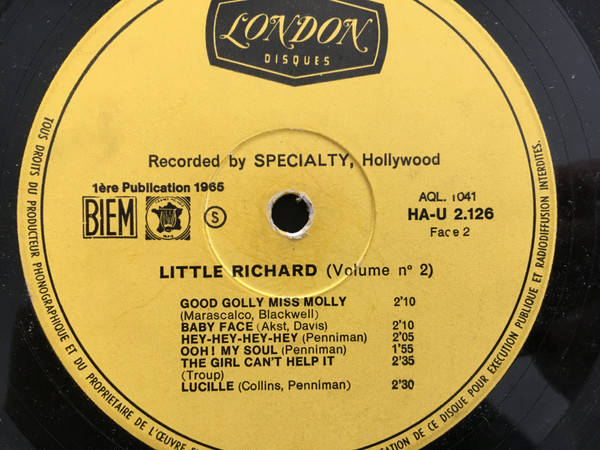 LONDON
DISQUES
Recorded by SPECIALTY, Hollywood
1ère Publication 1965
BIEM
S
AQL. 1041
HA-U 2.126
Face 2
LITTLE RICHARD (Volume n° 2)
GOOD GOLLY MISS MOLLY 2'10
(Marascalco, Blackwell)
BABY FACE (Akst, Davis) 2'10
HEY-HEY-HEY-HEY (Penniman) 2'05
OOH! MY SOUL (Penniman) 1'55
THE GIRL CAN'T HELP IT 2'35
(Troup)
LUCILLE (Collins, Penniman) 2'30
TOUS DROITS DU PRODUCTEUR PHONOGRAPHIQUE ET DU PROPRIETAIRE DE L'ŒUVRE
DE CE DISQUE POUR EXECUTION PUBLIQUE ET RADIODIFFUSION INTERDITES.